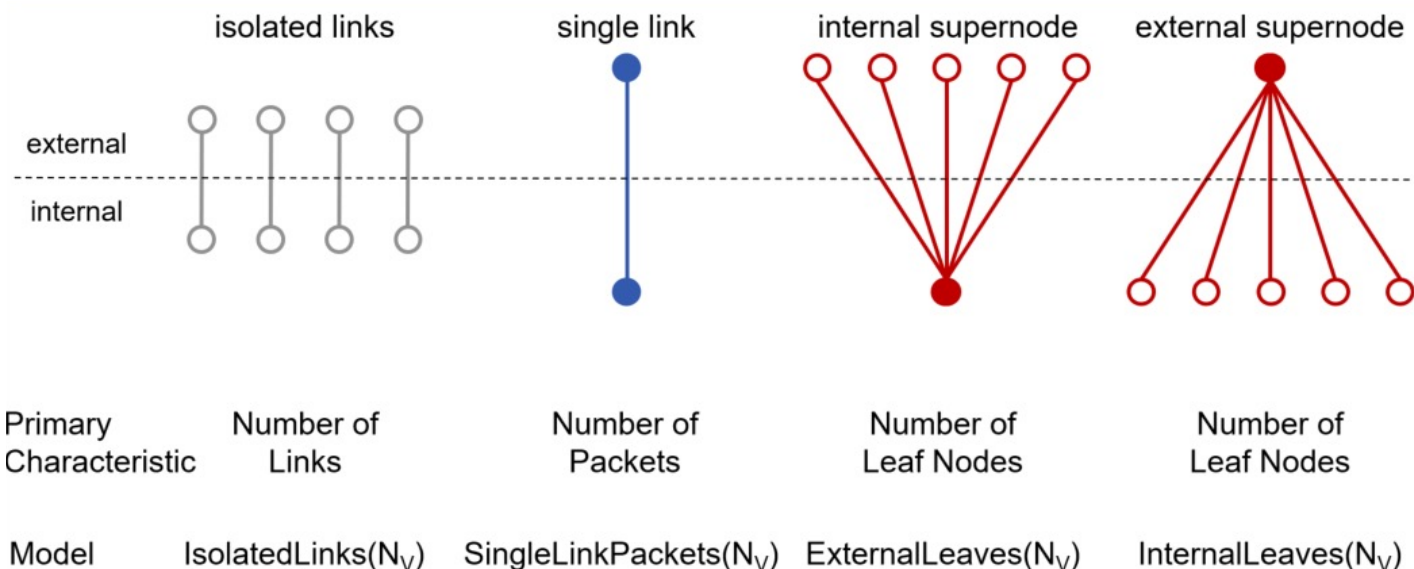 isolated links single link internal supernode external supernode
external
internal
Primary Number of Number of Number of Number of
Characteristic Links Packets Leaf Nodes Leaf Nodes
Model IsolatedLinks(N_V) SingleLinkPackets(N_V) ExternalLeaves(N_V) InternalLeaves(N_V)